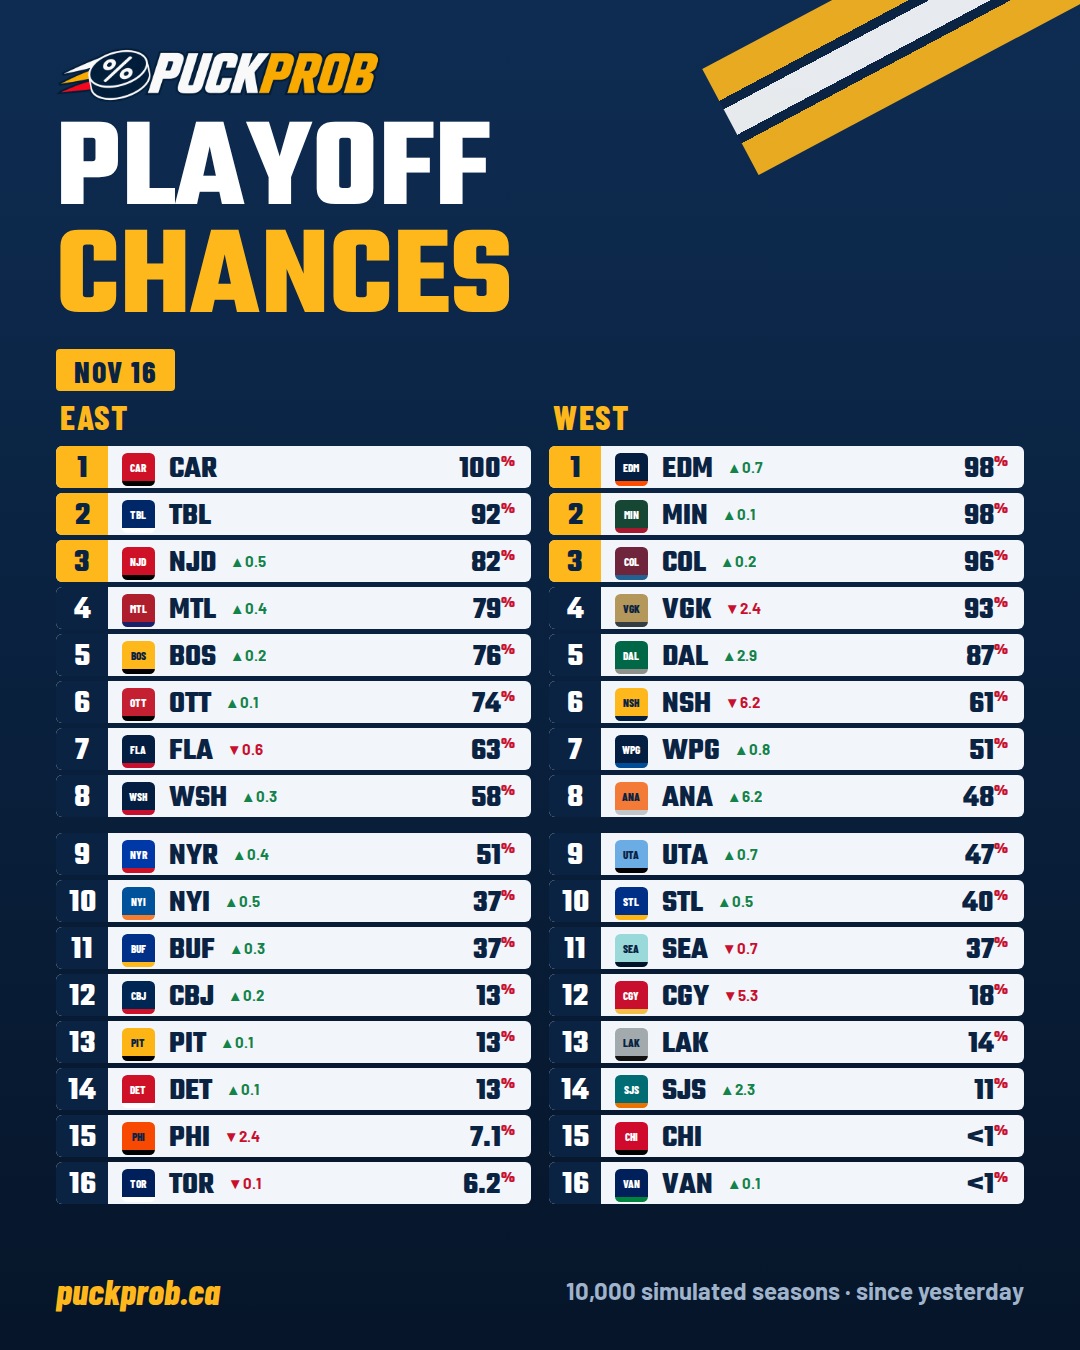 % PUCKPROB
PLAYOFF
CHANCES
NOV 16
EAST
1 CAR CAR 100%
2 TBL TBL 92%
3 NJD NJD ▲0.5 82%
4 MTL MTL ▲0.4 79%
5 BOS BOS ▲0.2 76%
6 OTT OTT ▲0.1 74%
7 FLA FLA ▼0.6 63%
8 WSH WSH ▲0.3 58%
9 NYR NYR ▲0.4 51%
10 NYI NYI ▲0.5 37%
11 BUF BUF ▲0.3 37%
12 CBJ CBJ ▲0.2 13%
13 PIT PIT ▲0.1 13%
14 DET DET ▲0.1 13%
15 PHI PHI ▼2.4 7.1%
16 TOR TOR ▼0.1 6.2%
WEST
1 EDM EDM ▲0.7 98%
2 MIN MIN ▲0.1 98%
3 COL COL ▲0.2 96%
4 VGK VGK ▼2.4 93%
5 DAL DAL ▲2.9 87%
6 NSH NSH ▼6.2 61%
7 WPG WPG ▲0.8 51%
8 ANA ANA ▲6.2 48%
9 UTA UTA ▲0.7 47%
10 STL STL ▲0.5 40%
11 SEA SEA ▼0.7 37%
12 CGY CGY ▼5.3 18%
13 LAK LAK 14%
14 SJS SJS ▲2.3 11%
15 CHI CHI <1%
16 VAN VAN ▲0.1 <1%
puckprob.ca
10,000 simulated seasons · since yesterday